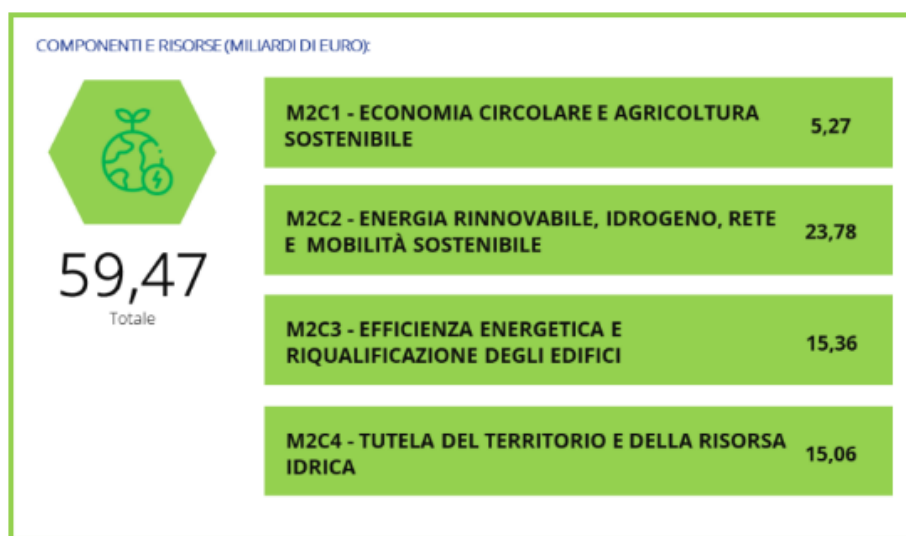 COMPONENTI E RISORSE (MILIARDI DI EURO):
59,47
Totale
M2C1 - ECONOMIA CIRCOLARE E AGRICOLTURA
SOSTENIBILE
5,27
M2C2 - ENERGIA RINNOVABILE, IDROGENO, RETE
E MOBILITÀ SOSTENIBILE
23,78
M2C3 - EFFICIENZA ENERGETICA E
RIQUALIFICAZIONE DEGLI EDIFICI
15,36
M2C4 - TUTELA DEL TERRITORIO E DELLA RISORSA
IDRICA
15,06